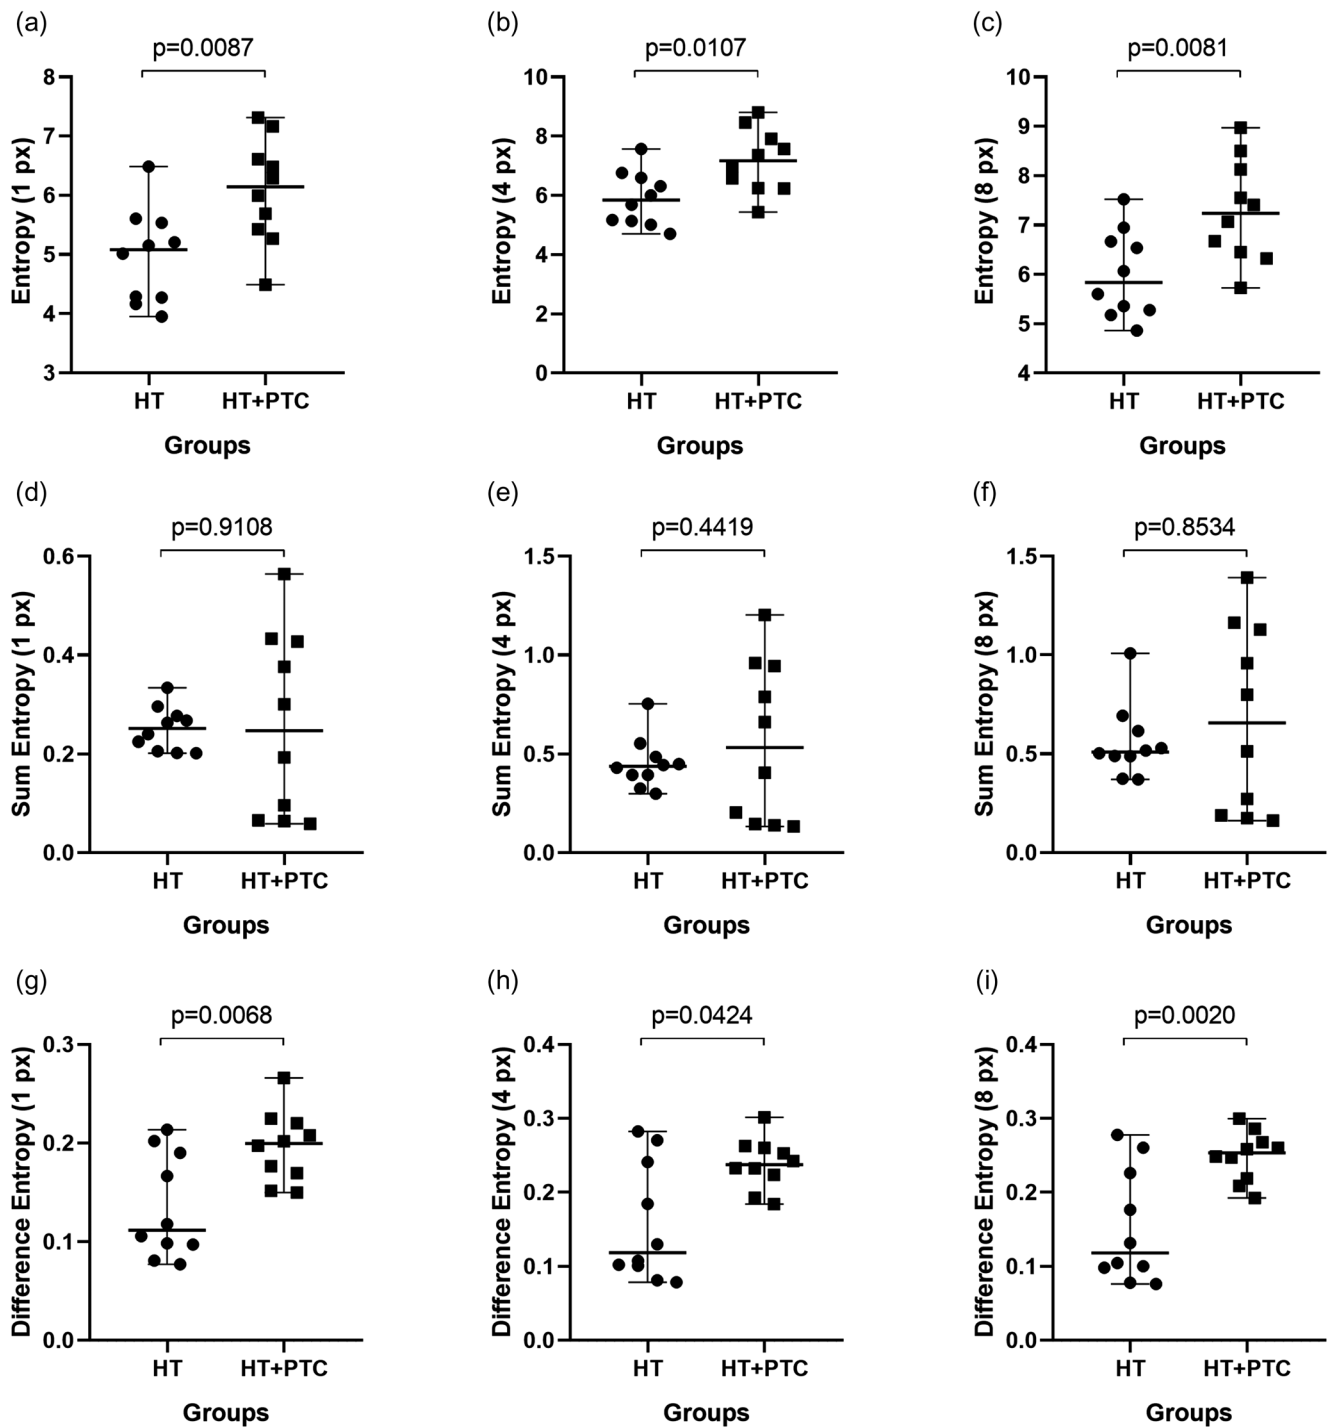 (a)
p=0.0087
Entropy (1 px)
8
7
6
5
4
3
HT
HT+PTC
Groups
(b)
p=0.0107
Entropy (4 px)
10
8
6
4
2
0
HT
HT+PTC
Groups
(c)
p=0.0081
Entropy (8 px)
10
9
8
7
6
5
4
HT
HT+PTC
Groups
(d)
p=0.9108
Sum Entropy (1 px)
0.6
0.4
0.2
0.0
HT
HT+PTC
Groups
(e)
p=0.4419
Sum Entropy (4 px)
1.5
1.0
0.5
0.0
HT
HT+PTC
Groups
(f)
p=0.8534
Sum Entropy (8 px)
1.5
1.0
0.5
0.0
HT
HT+PTC
Groups
(g)
p=0.0068
Difference Entropy (1 px)
0.3
0.2
0.1
0.0
HT
HT+PTC
Groups
(h)
p=0.0424
Difference Entropy (4 px)
0.4
0.3
0.2
0.1
0.0
HT
HT+PTC
Groups
(i)
p=0.0020
Difference Entropy (8 px)
0.4
0.3
0.2
0.1
0.0
HT
HT+PTC
Groups